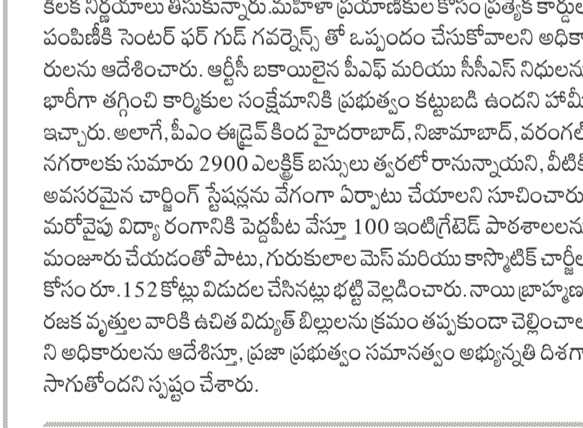 కీలక నిర్ణయాలు తీసుకున్నారు.మహిళా ప్రయాణికుల కోసం ప్రత్యేక కార్డుల
పంపిణీకి సెంటర్ ఫర్ గుడ్ గవర్నెన్స్ తో ఒప్పందం చేసుకోవాలని అధికా
రులను ఆదేశించారు. ఆర్టీసీ బకాయిలైన పీఎఫ్ మరియు సీసీఎస్ నిధులను
భారీగా తగ్గించి కార్మికుల సంక్షేమానికి ప్రభుత్వం కట్టుబడి ఉందని హామీ
ఇచ్చారు. అలాగే, పీఎం ఈడ్రైవ్ కింద హైదరాబాద్, నిజామాబాద్, వరంగల్
నగరాలకు సుమారు 2900 ఎలక్ట్రిక్ బస్సులు త్వరలో రానున్నాయని, వీటికి
అవసరమైన చార్జింగ్ స్టేషన్లను వేగంగా ఏర్పాటు చేయాలని సూచించారు
మరోవైపు విద్యా రంగానికి పెద్దపీట వేస్తూ 100 ఇంటిగ్రేటెడ్ పాఠశాలలను
మంజూరు చేయడంతో పాటు, గురుకులాల మెస్ మరియు కాస్మొటిక్ చార్జీల
కోసం రూ.152 కోట్లు విడుదల చేసినట్లు భట్టి వెల్లడించారు. నాయి బ్రాహ్మణ
రజక వృత్తుల వారికి ఉచిత విద్యుత్ బిల్లులను క్రమం తప్పకుండా చెల్లించాల
ని అధికారులను ఆదేశిస్తూ, ప్రజా ప్రభుత్వం సమానత్వం అభ్యున్నతి దిశగా
సాగుతోందని స్పష్టం చేశారు.